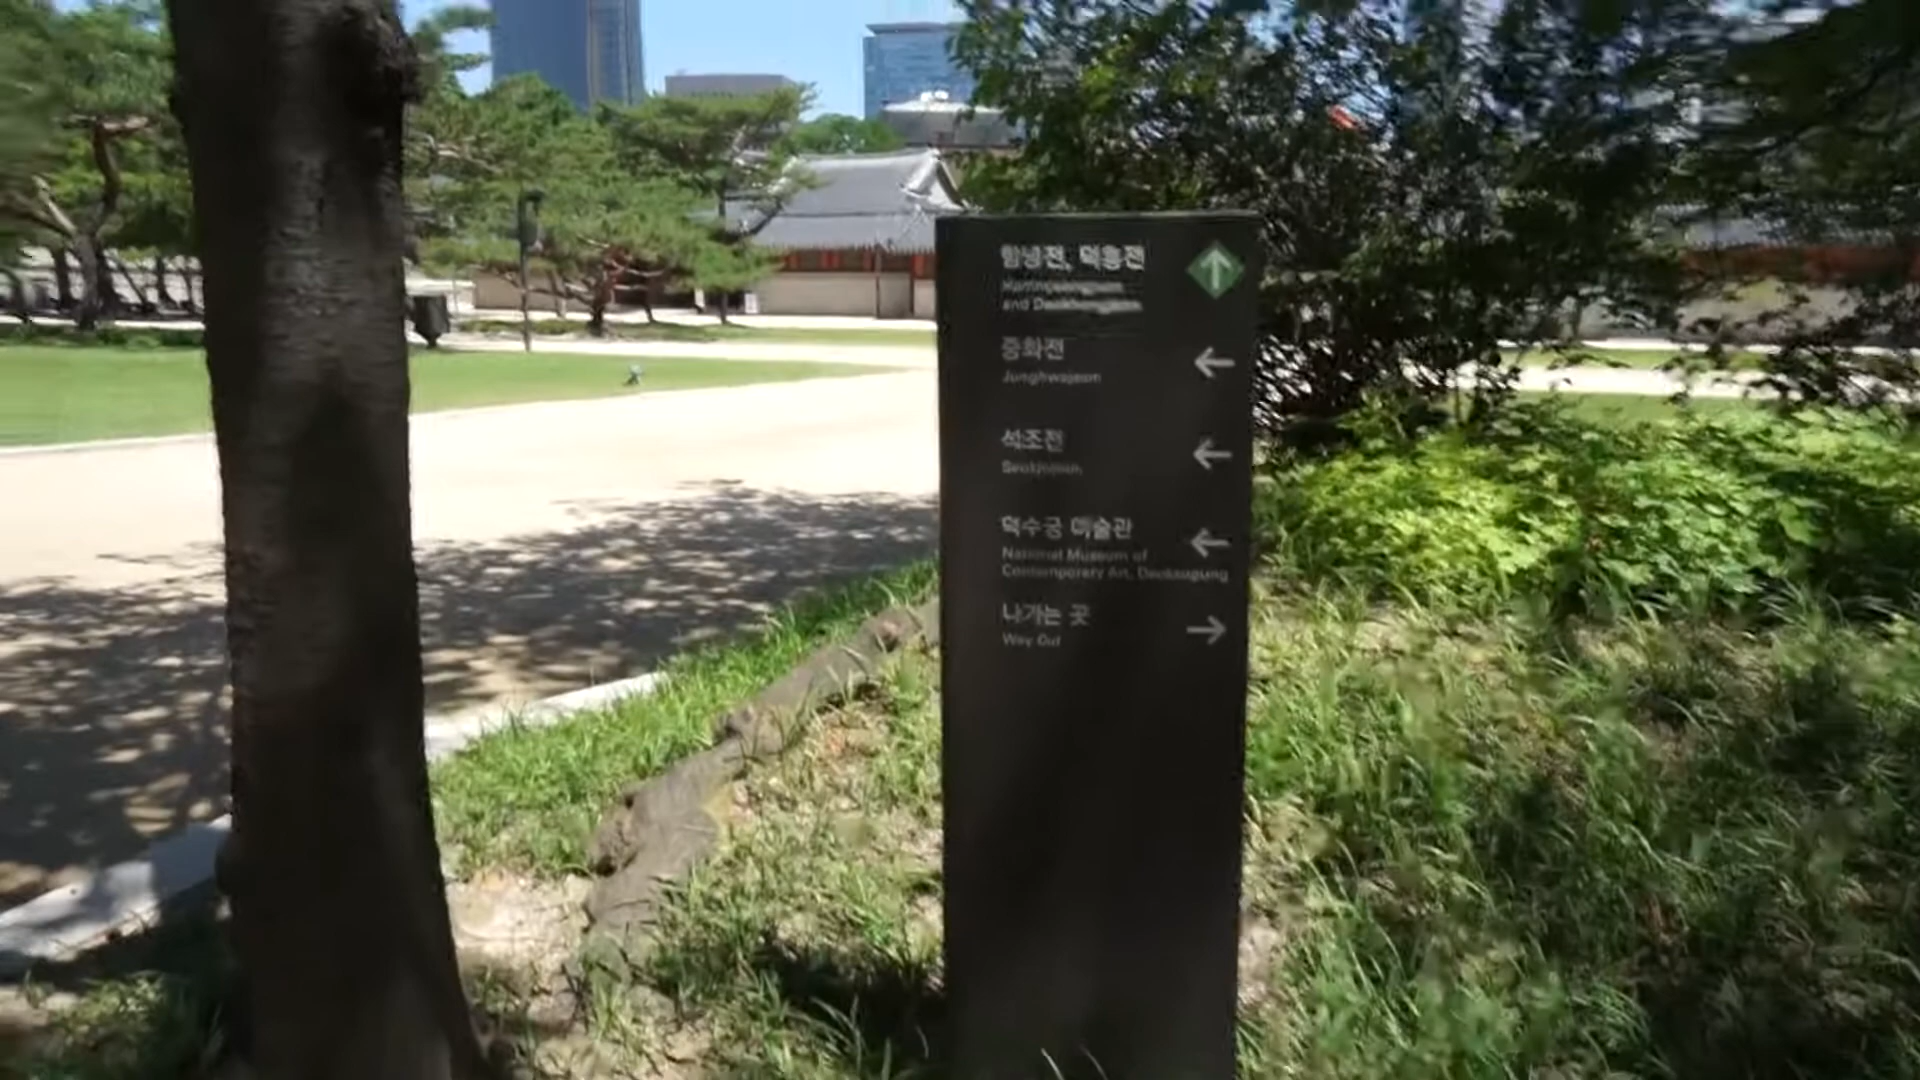 함녕전, 덕홍전
and
중화전
Junghwajeon
석조전
Seokjojeon
덕수궁 미술관
National Museum of
Contemporary Art, Deoksugung
나가는 곳
Way Out